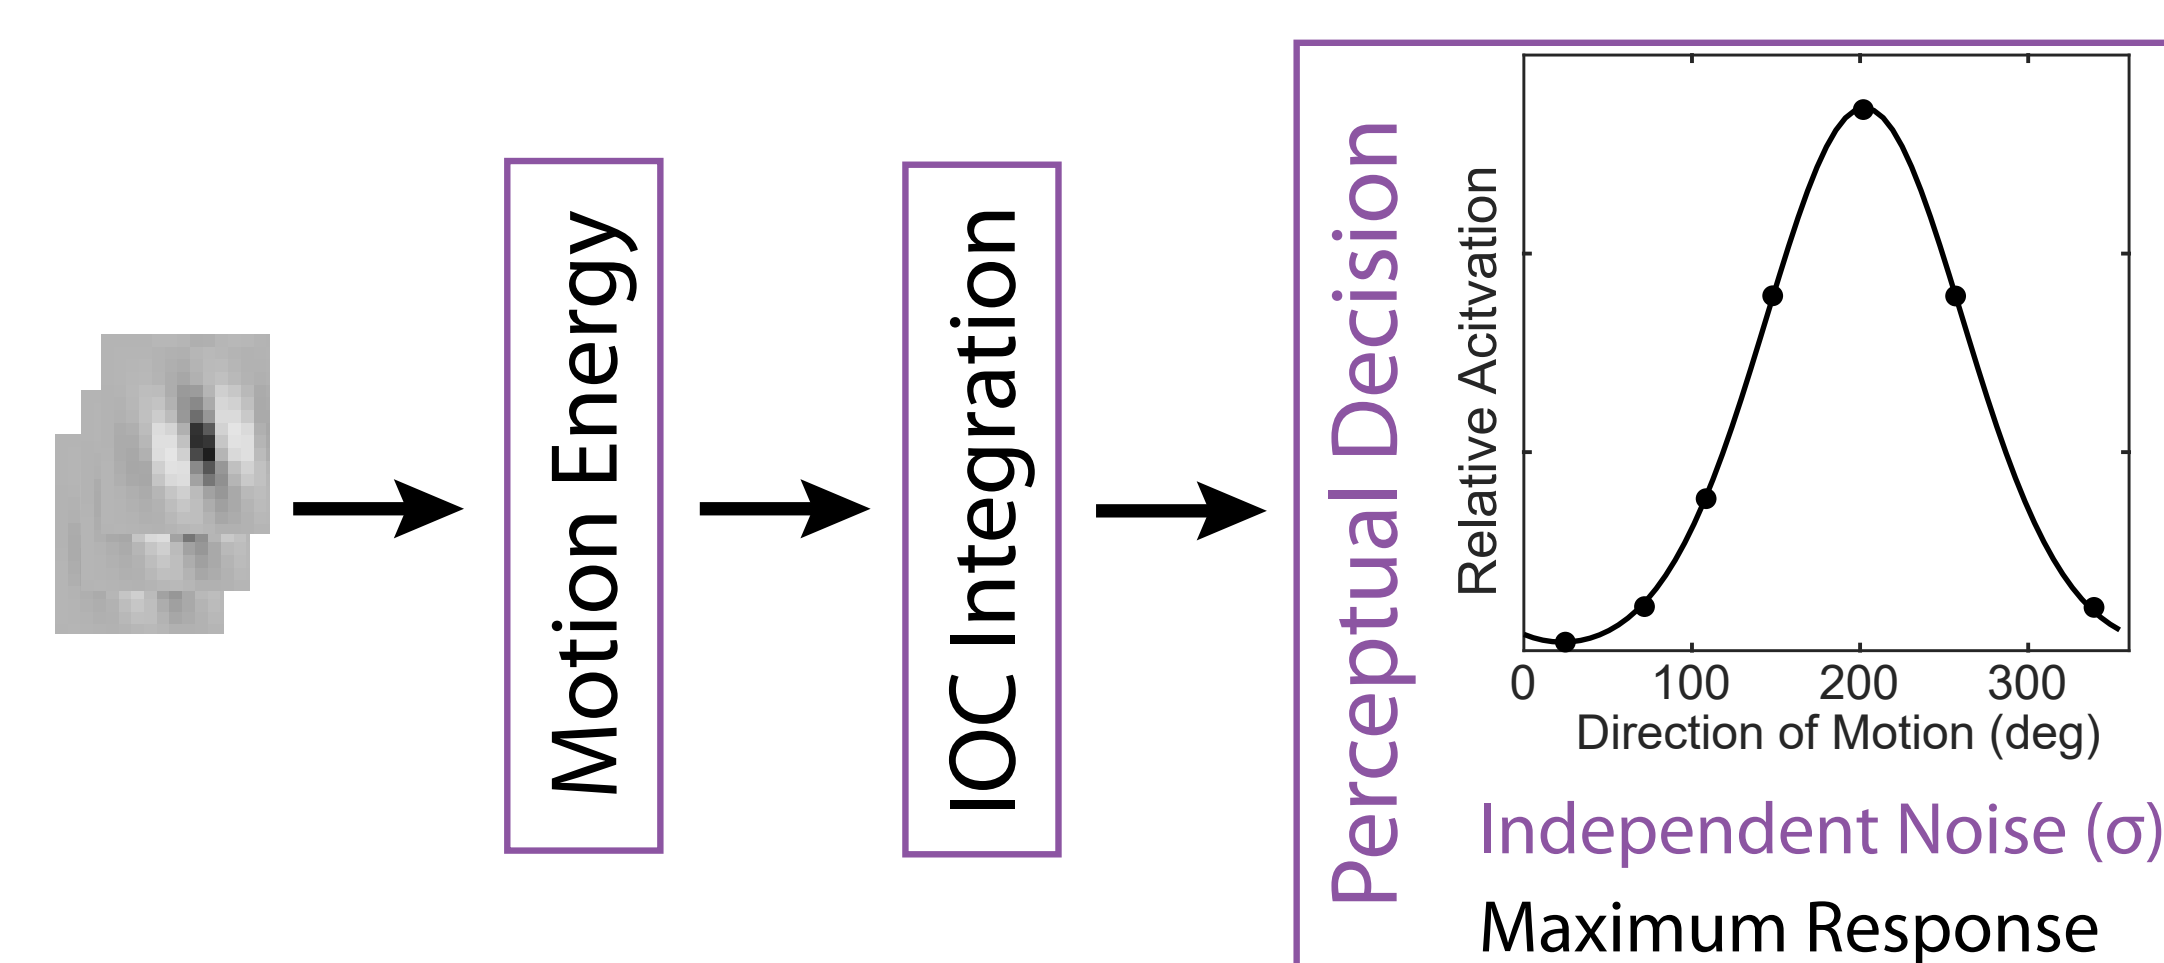 Motion Energy
IOC Integration
Perceptual Decision
Relative Acitvation
0 100 200 300
Direction of Motion (deg)
Independent Noise (σ)
Maximum Response